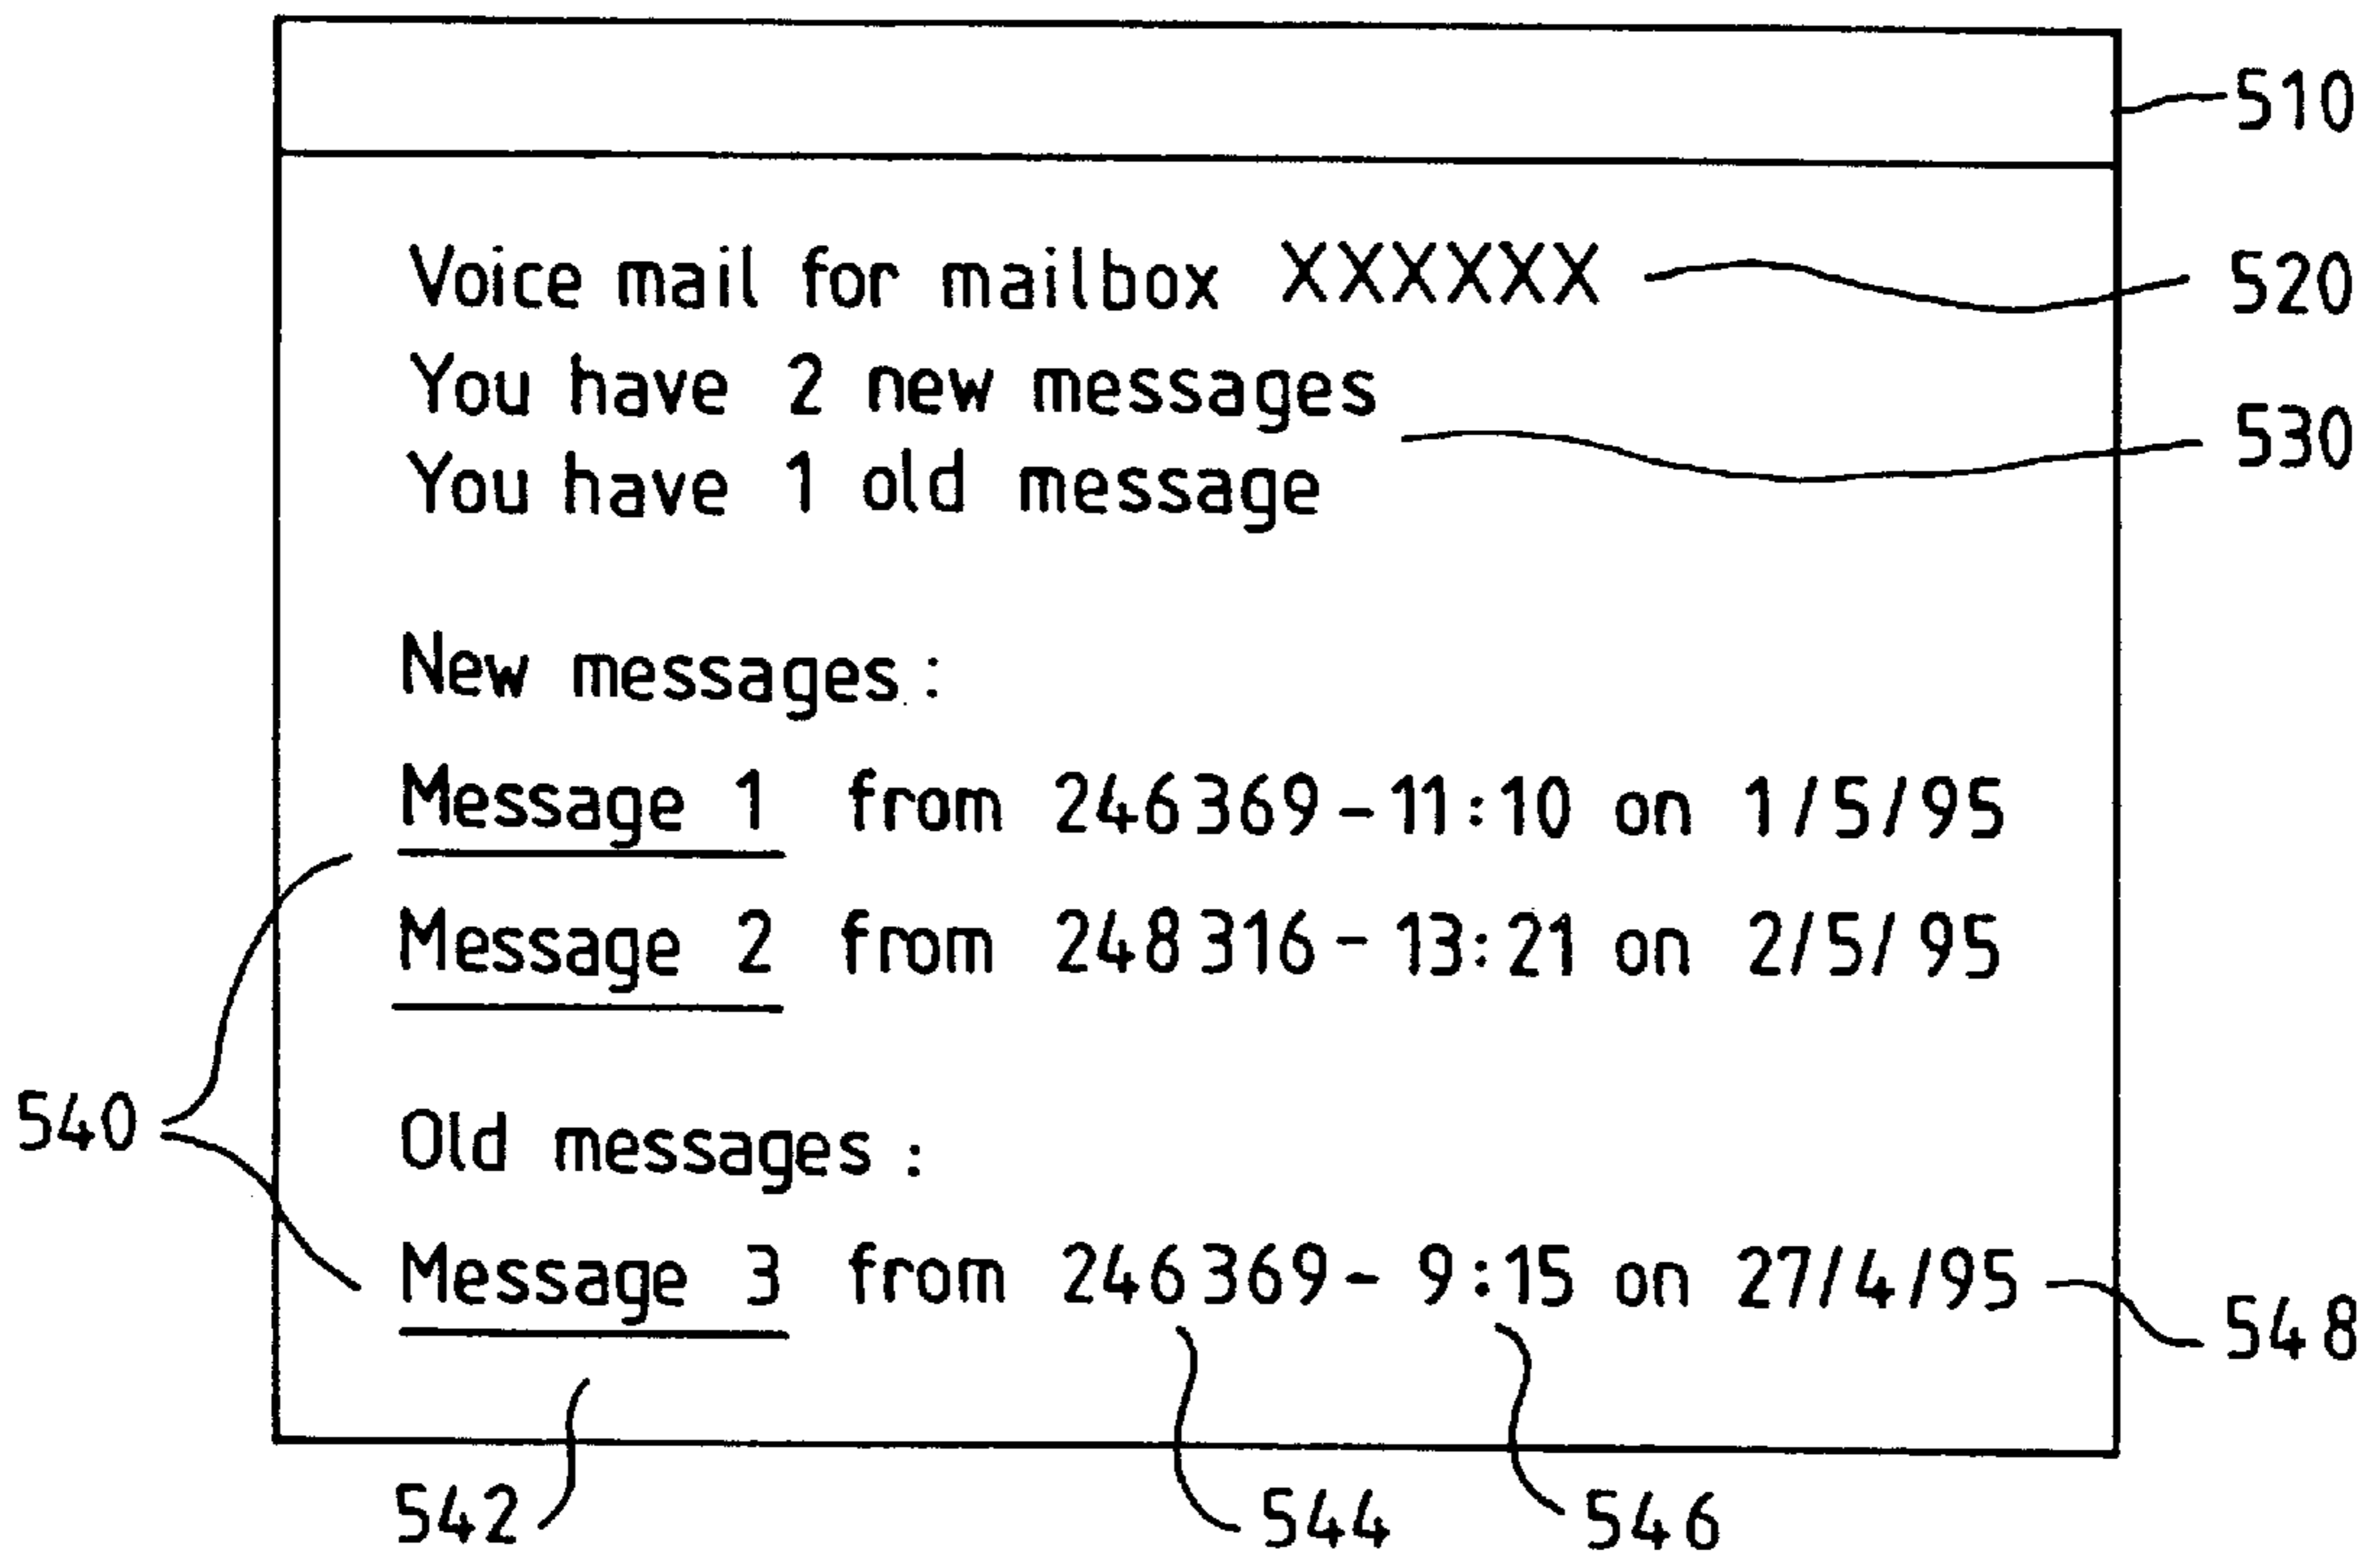 510
Voice mail for mailbox XXXXXX
520
You have 2 new messages
530
You have 1 old message
New messages:
Message 1 from 246369-11:10 on 1/5/95
Message 2 from 248316-13:21 on 2/5/95
540
Old messages:
Message 3 from 246369-9:15 on 27/4/95
548
542
544
546